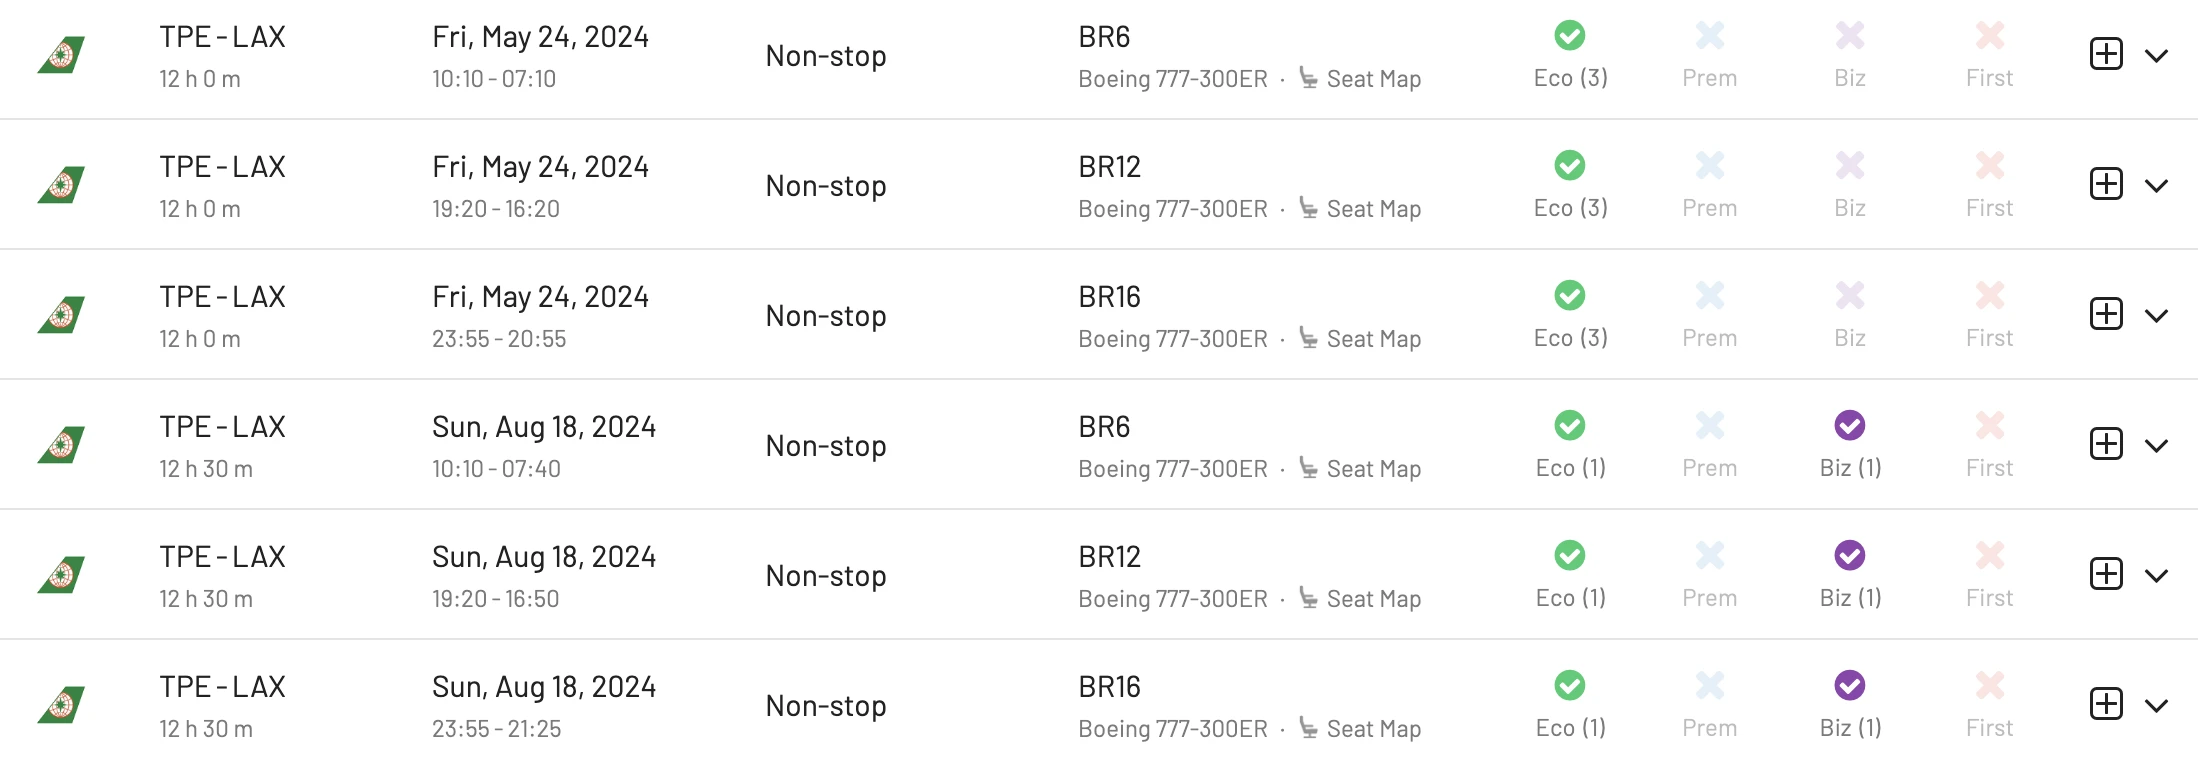 TPE - LAX
12 h 0 m
Fri, May 24, 2024
10:10 - 07:10
Non-stop
BR6
Boeing 777-300ER · Seat Map
Eco (3)
Prem
Biz
First
TPE - LAX
12 h 0 m
Fri, May 24, 2024
19:20 - 16:20
Non-stop
BR12
Boeing 777-300ER · Seat Map
Eco (3)
Prem
Biz
First
TPE - LAX
12 h 0 m
Fri, May 24, 2024
23:55 - 20:55
Non-stop
BR16
Boeing 777-300ER · Seat Map
Eco (3)
Prem
Biz
First
TPE - LAX
12 h 30 m
Sun, Aug 18, 2024
10:10 - 07:40
Non-stop
BR6
Boeing 777-300ER · Seat Map
Eco (1)
Prem
Biz (1)
First
TPE - LAX
12 h 30 m
Sun, Aug 18, 2024
19:20 - 16:50
Non-stop
BR12
Boeing 777-300ER · Seat Map
Eco (1)
Prem
Biz (1)
First
TPE - LAX
12 h 30 m
Sun, Aug 18, 2024
23:55 - 21:25
Non-stop
BR16
Boeing 777-300ER · Seat Map
Eco (1)
Prem
Biz (1)
First